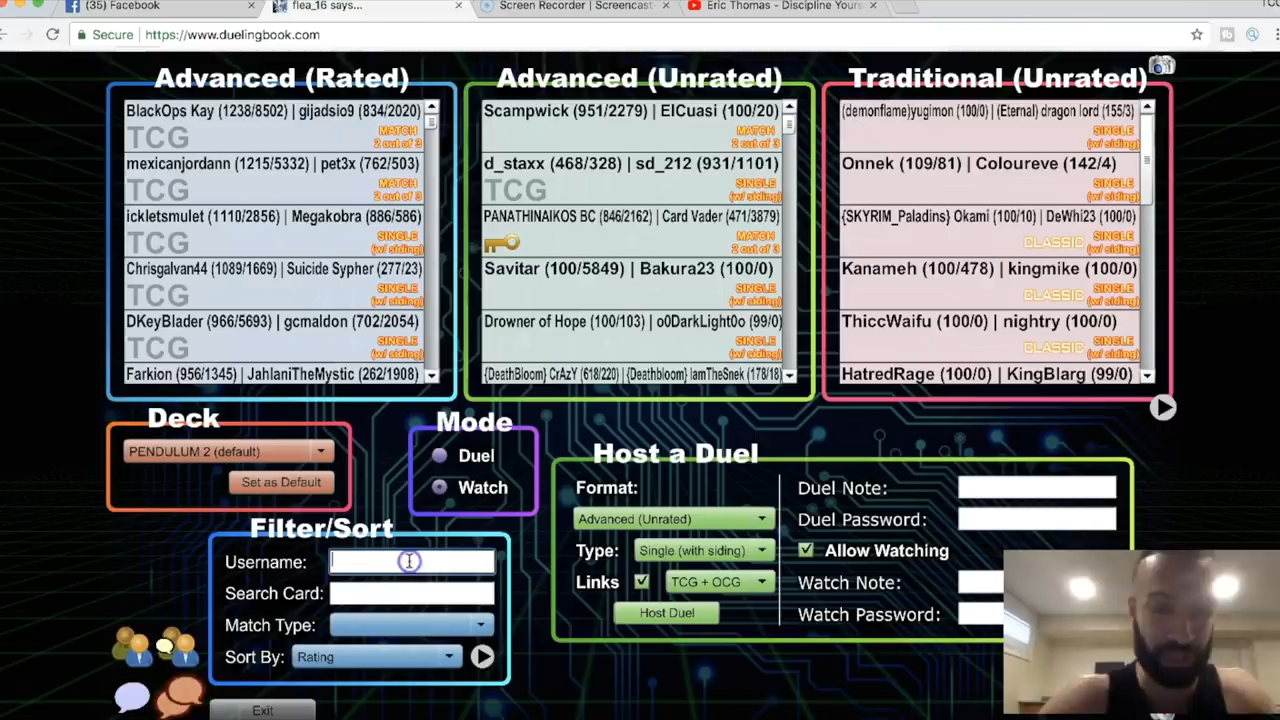 (35) Facebook
flea_16 says...
Screen Recorder | Screencast-
Eric Thomas - Discipline Yours
Secure
https://www.duelingbook.com
Advanced (Rated)
BlackOps Kay (1238/8502) | gijadsio9 (834/2020)
TCG
MATCH
2 out of 3
mexicanjordann (1215/5332) | pet3x (762/503)
TCG
MATCH
2 out of 3
ickletsmulet (1110/2856) | Megakobra (886/586)
TCG
SINGLE
(w/ siding)
Chrisgalvan44 (1089/1669) | Suicide Sypher (277/23)
TCG
SINGLE
(w/ siding)
DKeyBlader (966/5693) | gcmaldon (702/2054)
TCG
SINGLE
(w/ siding)
Farkion (956/1345) | JahlaniTheMystic (262/1908)
Advanced (Unrated)
Scampwick (951/2279) | ElCuasi (100/20)
MATCH
2 out of 3
d_staxx (468/328) | sd_212 (931/1101)
TCG
SINGLE
(w/ siding)
PANATHINAIKOS BC (846/2162) | Card Vader (471/3879)
MATCH
2 out of 3
Savitar (100/5849) | Bakura23 (100/0)
SINGLE
(w/ siding)
Drowner of Hope (100/103) | o0DarkLight0o (99/0)
SINGLE
(w/ siding)
{DeathBloom} CrAzY (618/220) | {Deathbloom} IamTheSnek (178/18)
Traditional (Unrated)
(demonflame)yugimon (100/0) | (Eternal) dragon lord (155/3)
SINGLE
(w/ siding)
Onnek (109/81) | Coloureve (142/4)
SINGLE
(w/ siding)
{SKYRIM_Paladins} Okami (100/10) | DeWhi23 (100/0)
CLASSIC
SINGLE
(w/ siding)
Kanameh (100/478) | kingmike (100/0)
CLASSIC
SINGLE
(w/ siding)
ThiccWaifu (100/0) | nightry (100/0)
CLASSIC
SINGLE
(w/ siding)
HatredRage (100/0) | KingBlarg (99/0)
Deck
PENDULUM 2 (default)
Set as Default
Mode
Duel
Watch
Filter/Sort
Username:
Search Card:
Match Type:
Sort By:
Rating
Exit
Host a Duel
Format:
Advanced (Unrated)
Type:
Single (with siding)
Links
TCG + OCG
Host Duel
Duel Note:
Duel Password:
Allow Watching
Watch Note:
Watch Password: